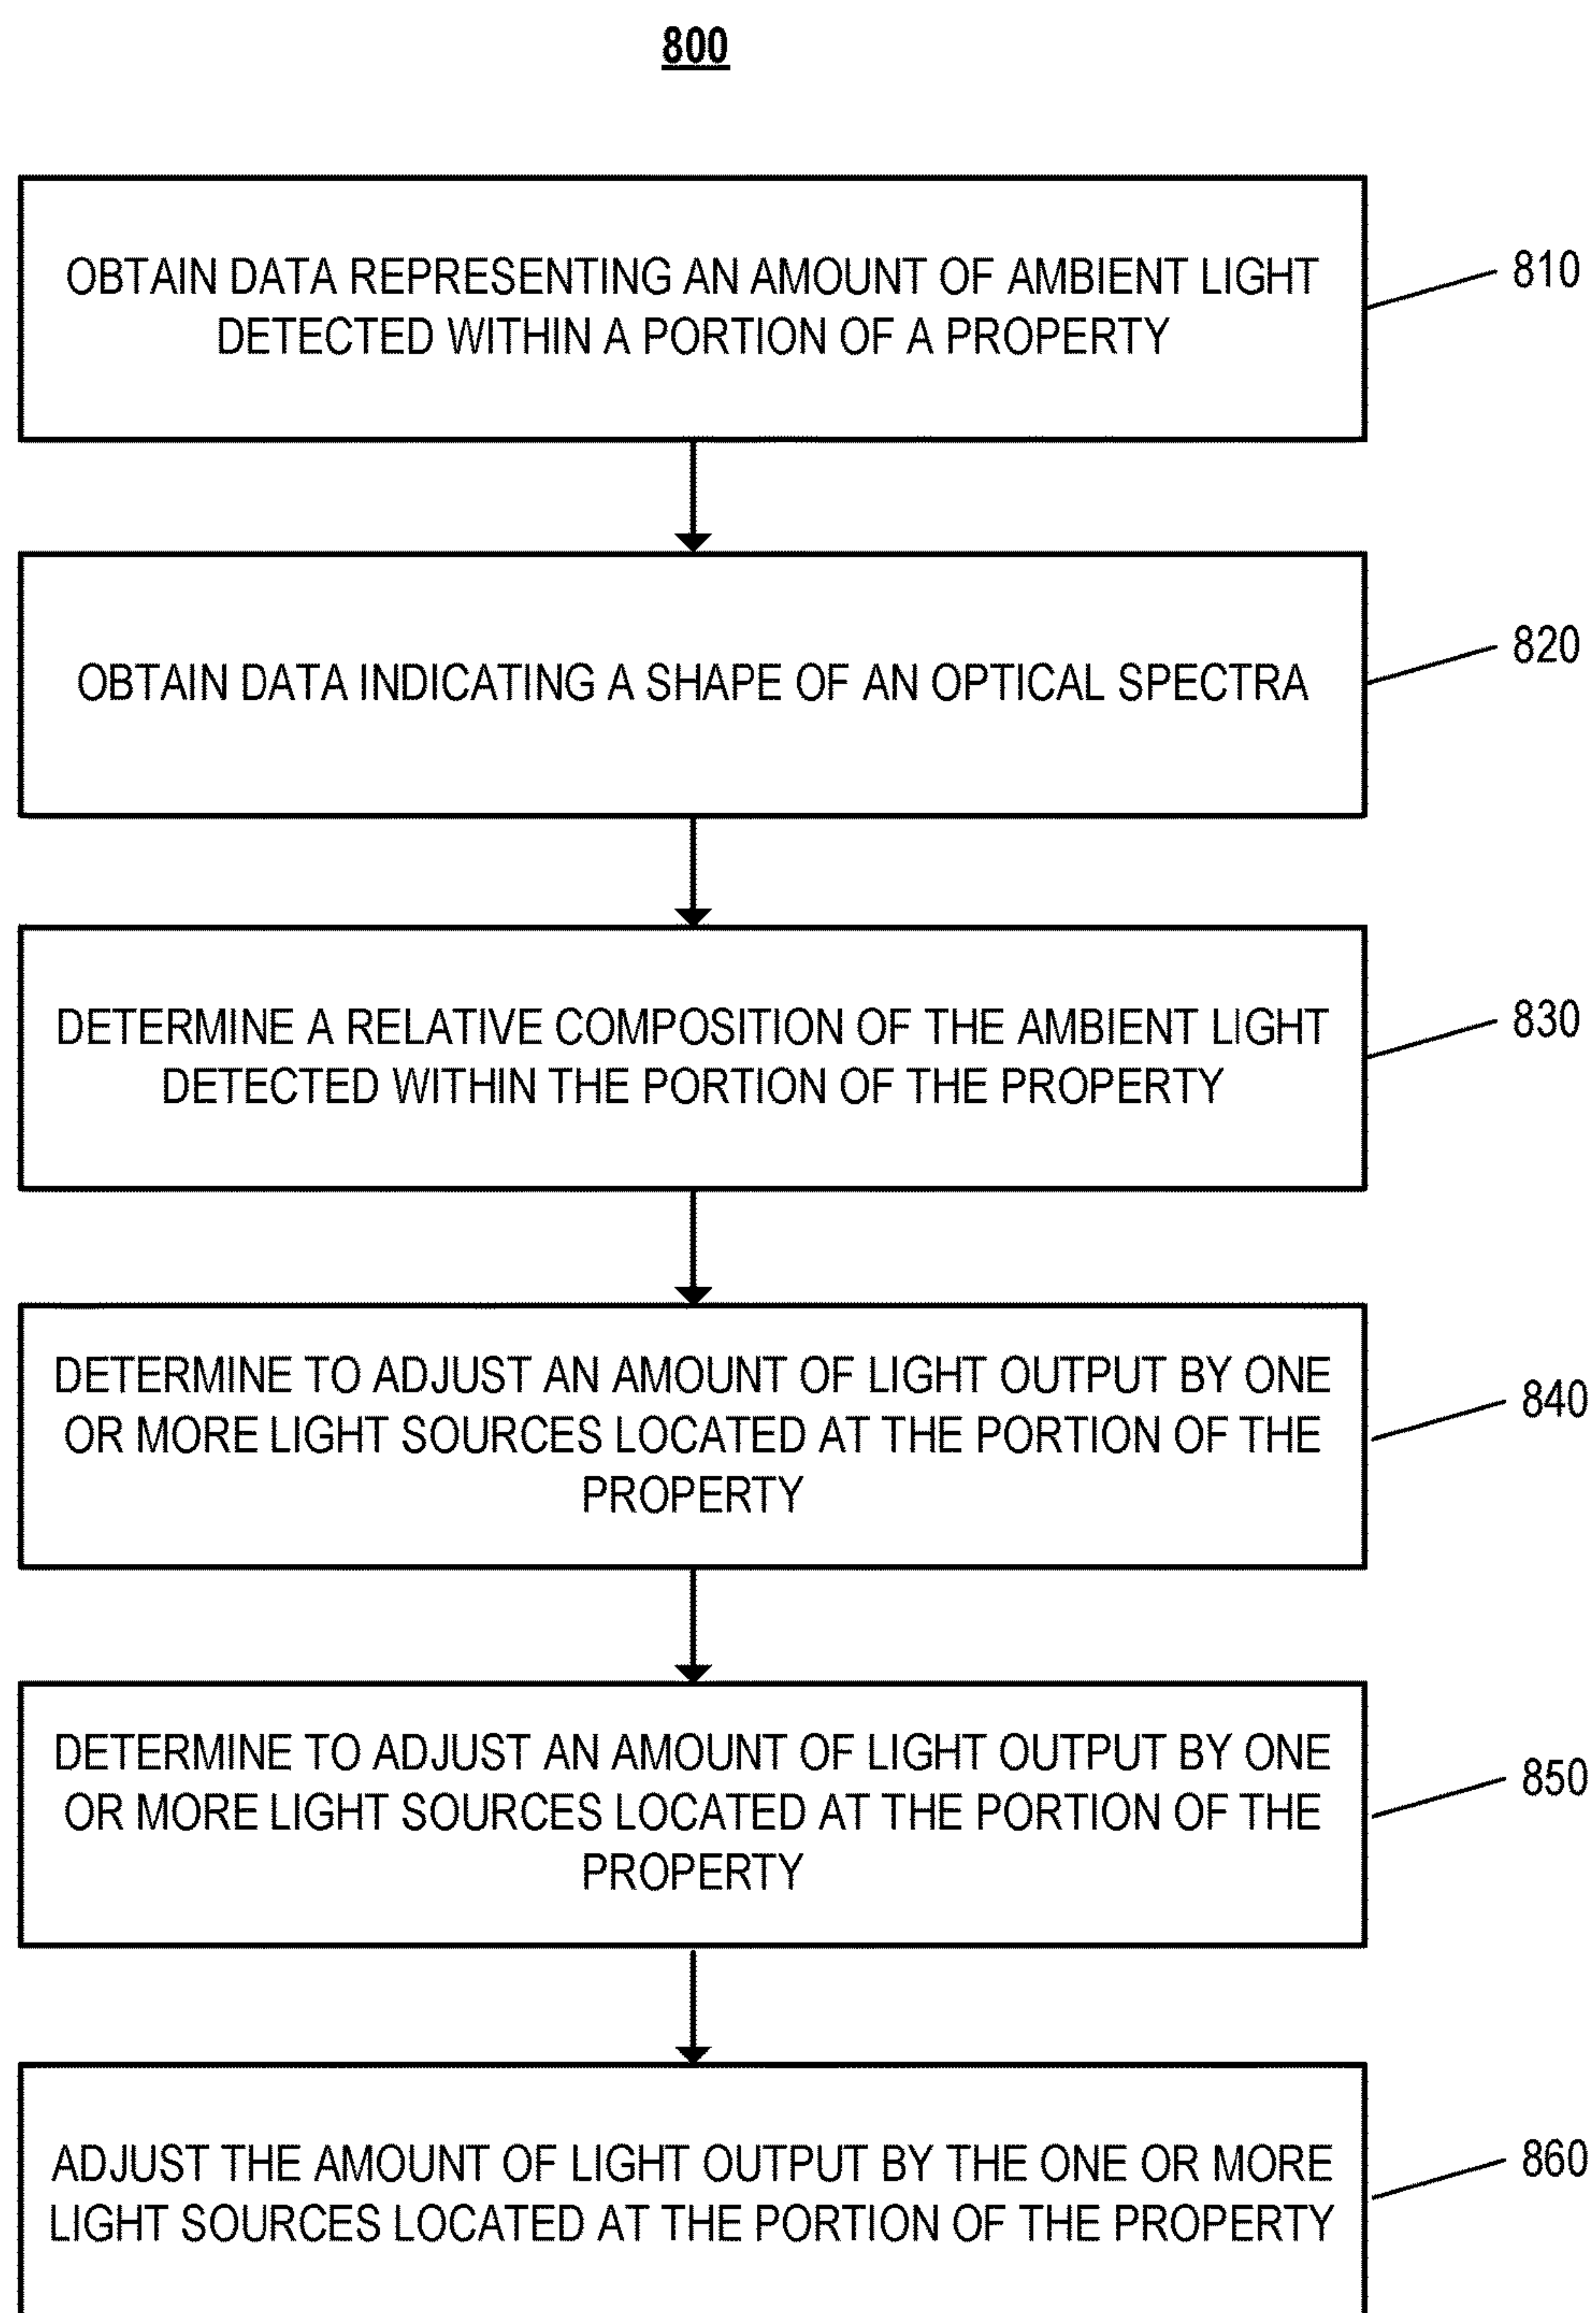 800
OBTAIN DATA REPRESENTING AN AMOUNT OF AMBIENT LIGHT
DETECTED WITHIN A PORTION OF A PROPERTY
810
OBTAIN DATA INDICATING A SHAPE OF AN OPTICAL SPECTRA
820
DETERMINE A RELATIVE COMPOSITION OF THE AMBIENT LIGHT
DETECTED WITHIN THE PORTION OF THE PROPERTY
830
DETERMINE TO ADJUST AN AMOUNT OF LIGHT OUTPUT BY ONE
OR MORE LIGHT SOURCES LOCATED AT THE PORTION OF THE
PROPERTY
840
DETERMINE TO ADJUST AN AMOUNT OF LIGHT OUTPUT BY ONE
OR MORE LIGHT SOURCES LOCATED AT THE PORTION OF THE
PROPERTY
850
ADJUST THE AMOUNT OF LIGHT OUTPUT BY THE ONE OR MORE
LIGHT SOURCES LOCATED AT THE PORTION OF THE PROPERTY
860